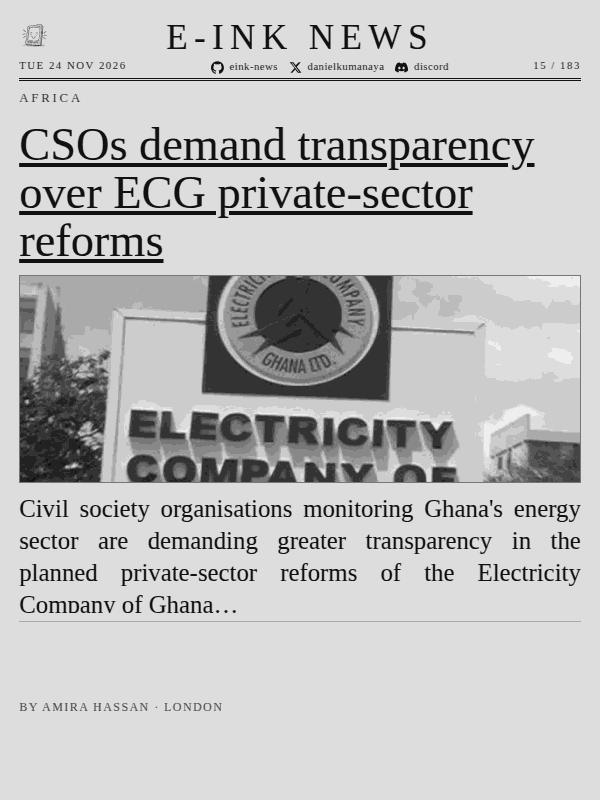 E-INK NEWS
TUE 24 NOV 2026
eink-news danielkumanaya discord
15 / 183
AFRICA
CSOs demand transparency
over ECG private-sector
reforms
ELECTRICITY COMPANY
GHANA LTD.
ELECTRICITY
COMPANY OF
Civil society organisations monitoring Ghana's energy
sector are demanding greater transparency in the
planned private-sector reforms of the Electricity
Company of Ghana…
BY AMIRA HASSAN · LONDON